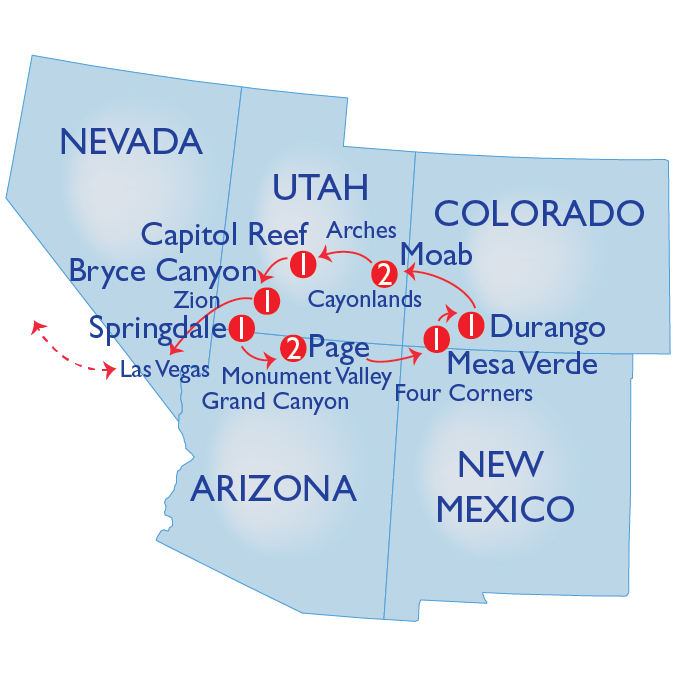 NEVADA
UTAH
COLORADO
Capitol Reef
Arches
1
Moab
2
Bryce Canyon
1
Zion
Cayonlands
Springdale
1
2
Page
1
1
Durango
Las Vegas
Monument Valley
Mesa Verde
Grand Canyon
Four Corners
ARIZONA
NEW
MEXICO